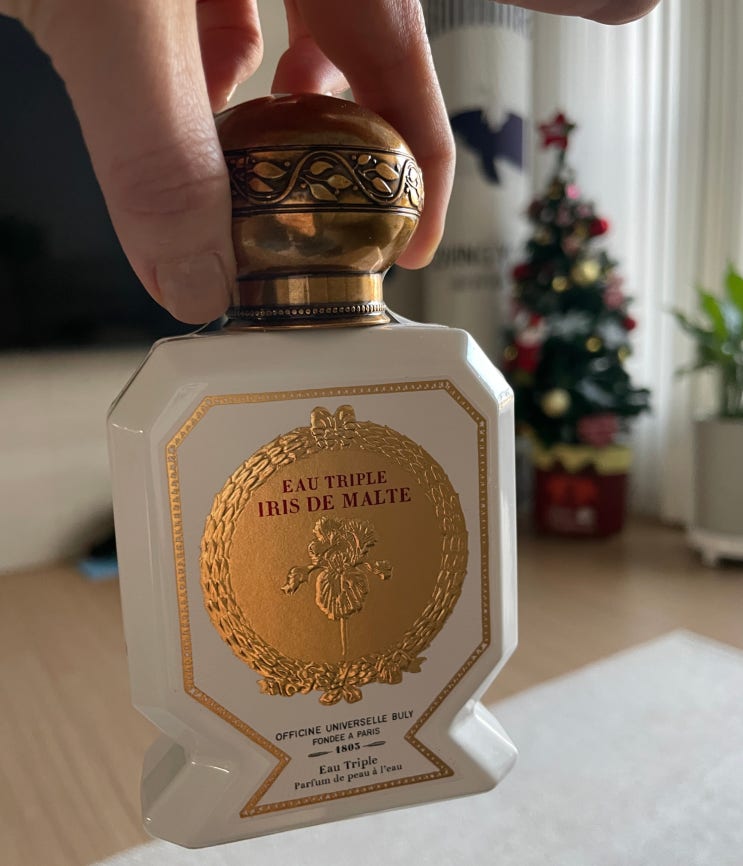 EAU TRIPLE
IRIS DE MALTE
OFFICINE UNIVERSELLE BULY
FONDÉE A PARIS
1803
Eau Triple
Parfum de peau à l'eau